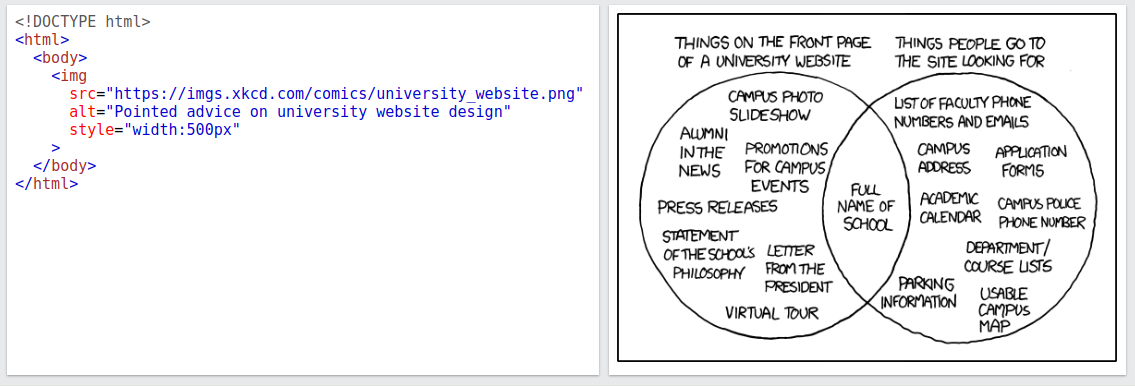 <!DOCTYPE html>
<html>
<body>
<img
src="https://imgs.xkcd.com/comics/university_website.png"
alt="Pointed advice on university website design"
style="width:500px"
>
</body>
</html>
THINGS ON THE FRONT PAGE
OF A UNIVERSITY WEBSITE
THINGS PEOPLE GO TO
THE SITE LOOKING FOR
CAMPUS PHOTO
SLIDESHOW
ALUMNI
IN THE
NEWS
PROMOTIONS
FOR CAMPUS
EVENTS
PRESS RELEASES
STATEMENT
OF THE SCHOOL'S
PHILOSOPHY
LETTER
FROM THE
PRESIDENT
VIRTUAL TOUR
FULL
NAME OF
SCHOOL
LIST OF FACULTY PHONE
NUMBERS AND EMAILS
CAMPUS
ADDRESS
APPLICATION
FORMS
ACADEMIC
CALENDAR
CAMPUS POLICE
PHONE NUMBER
DEPARTMENT/
COURSE LISTS
PARKING
INFORMATION
USABLE
CAMPUS
MAP